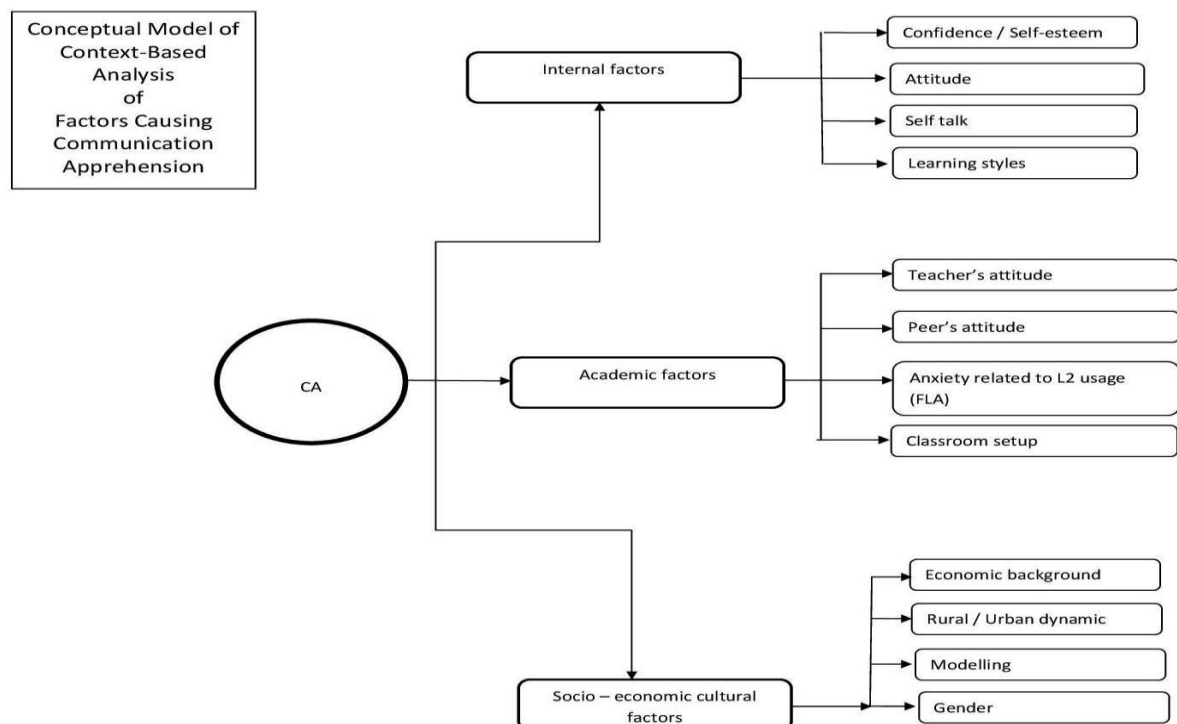 Conceptual Model of
Context-Based
Analysis
of
Factors Causing
Communication
Apprehension
Internal factors
Confidence / Self-esteem
Attitude
Self talk
Learning styles
CA
Academic factors
Teacher’s attitude
Peer’s attitude
Anxiety related to L2 usage
(FLA)
Classroom setup
Socio – economic cultural
factors
Economic background
Rural / Urban dynamic
Modelling
Gender